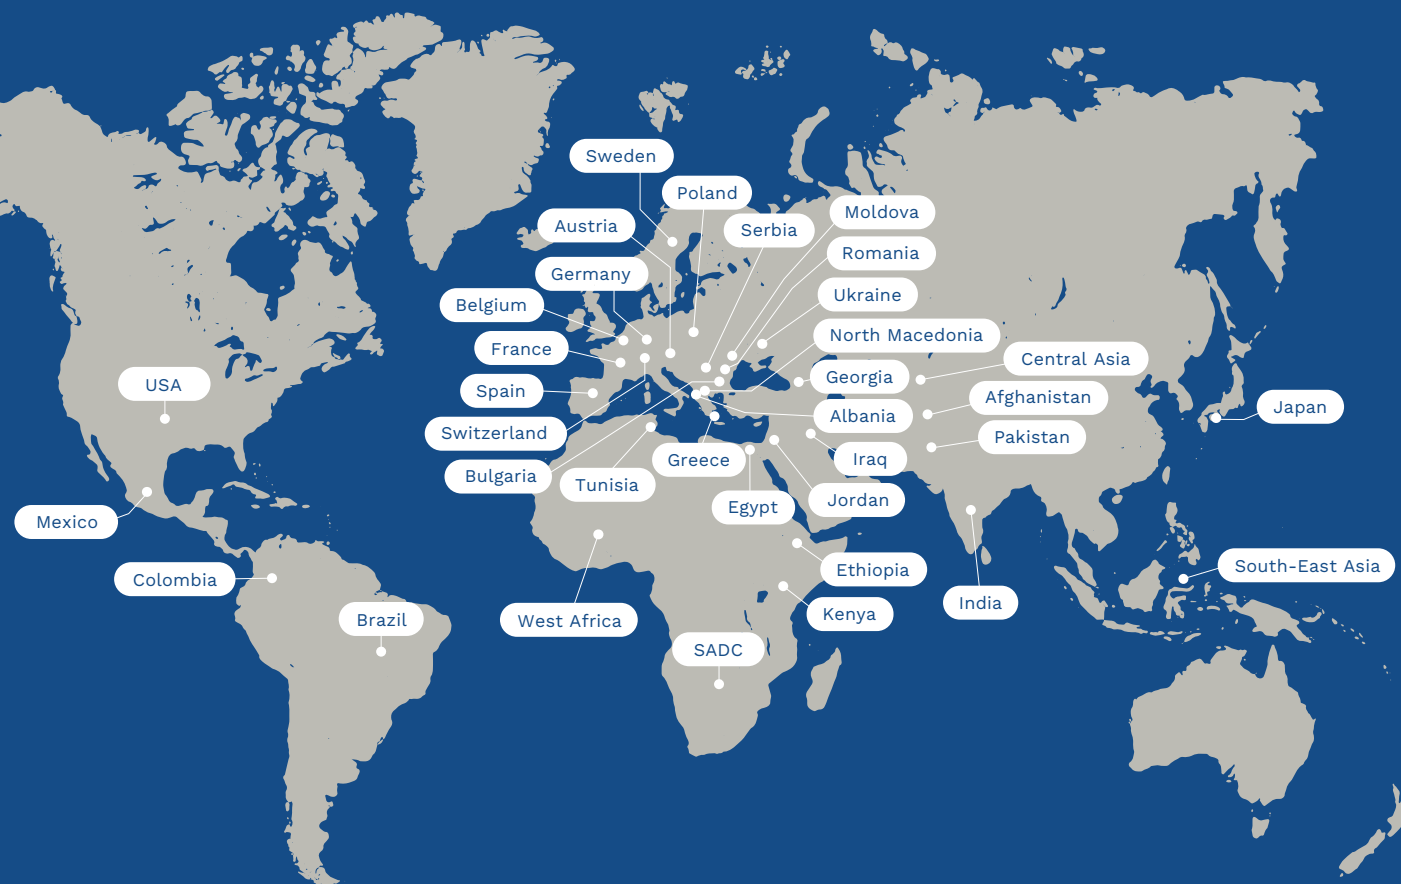 Sweden
Poland
Moldova
Austria
Serbia
Romania
Germany
Ukraine
Belgium
North Macedonia
France
Central Asia
Georgia
USA
Spain
Afghanistan
Japan
Albania
Switzerland
Pakistan
Greece
Iraq
Bulgaria
Tunisia
Jordan
Egypt
Mexico
South-East Asia
Ethiopia
Colombia
India
Kenya
Brazil
West Africa
SADC